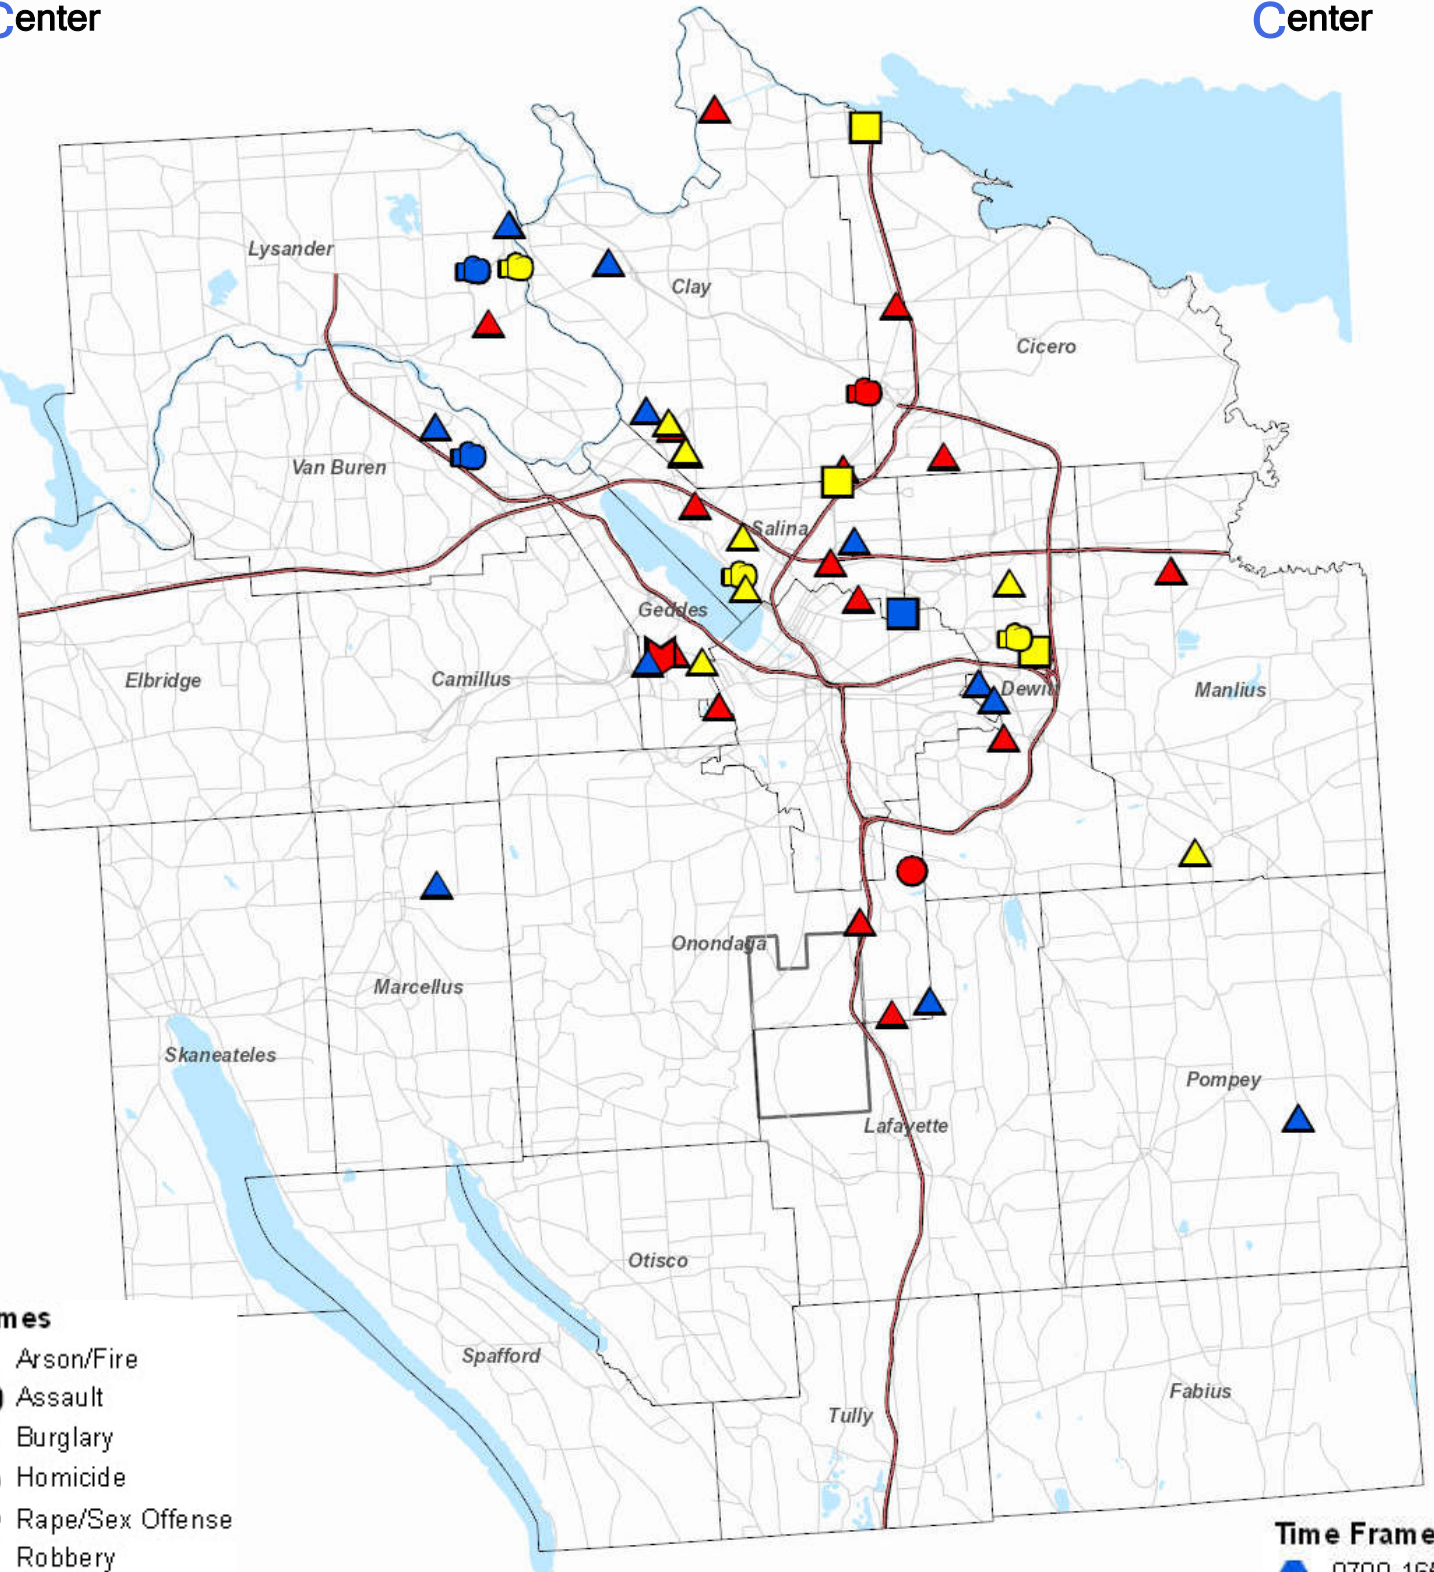 Center
Center
Lysander
Clay
Cicero
Van Buren
Salina
Geddes
Elbridge
Camillus
Dewitt
Manlius
Onondaga
Marcellus
Skaneateles
Pompey
Lafayette
Otisco
Spafford
Fabius
Tully
mes
Arson/Fire
Assault
Burglary
Homicide
Rape/Sex Offense
Robbery
Time Frame